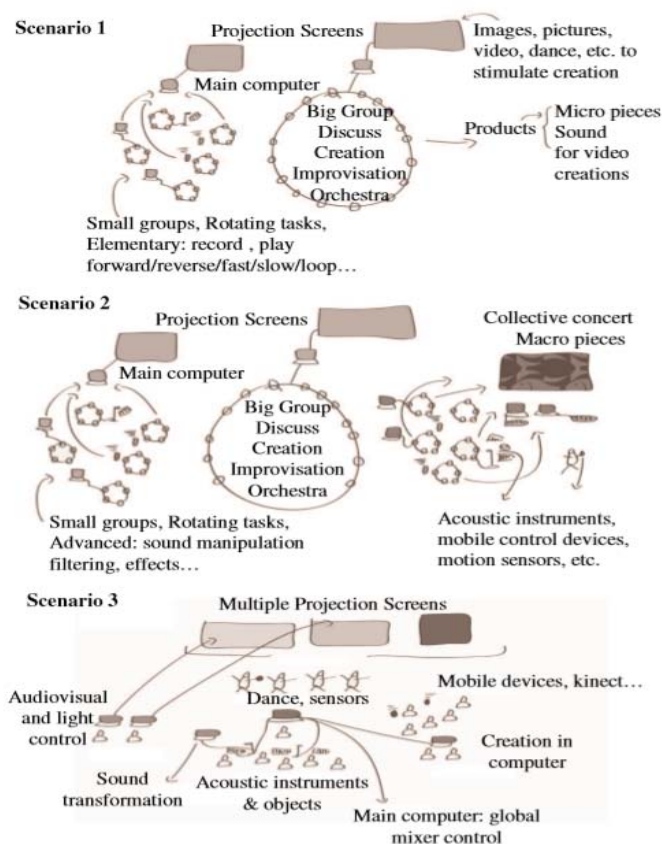 Scenario 1
Projection Screens
Images, pictures,
video, dance, etc. to
stimulate creation
Main computer
Big Group
Discuss
Creation
Improvisation
Orchestra
Products
Micro pieces
Sound
for video
creations
Small groups, Rotating tasks,
Elementary: record , play
forward/reverse/fast/slow/loop…
Scenario 2
Projection Screens
Collective concert
Macro pieces
Main computer
Big Group
Discuss
Creation
Improvisation
Orchestra
Small groups, Rotating tasks,
Advanced: sound manipulation
filtering, effects…
Acoustic instruments,
mobile control devices,
motion sensors, etc.
Scenario 3
Multiple Projection Screens
Audiovisual
and light
control
Dance, sensors
Mobile devices, kinect…
Creation in
computer
Sound
transformation
Acoustic instruments
& objects
Main computer: global
mixer control